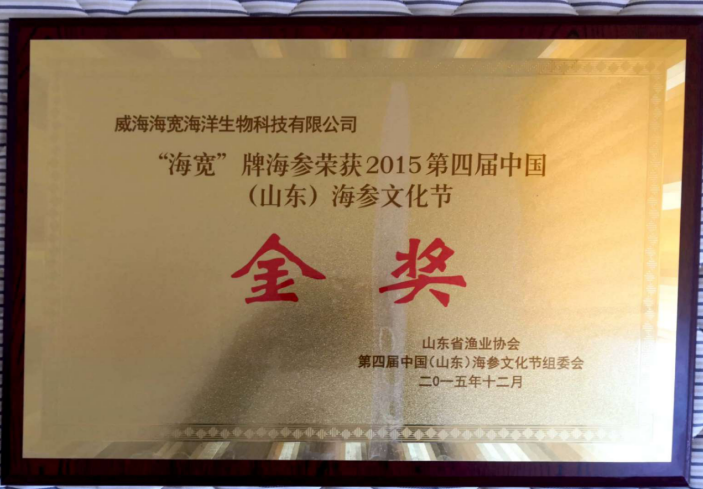 威海海宽海洋生物科技有限公司
“海宽”牌海参荣获2015第四届中国
（山东）海参文化节
金 奖
山东省渔业协会
第四届中国(山东)海参文化节组委会
二0一五年十二月